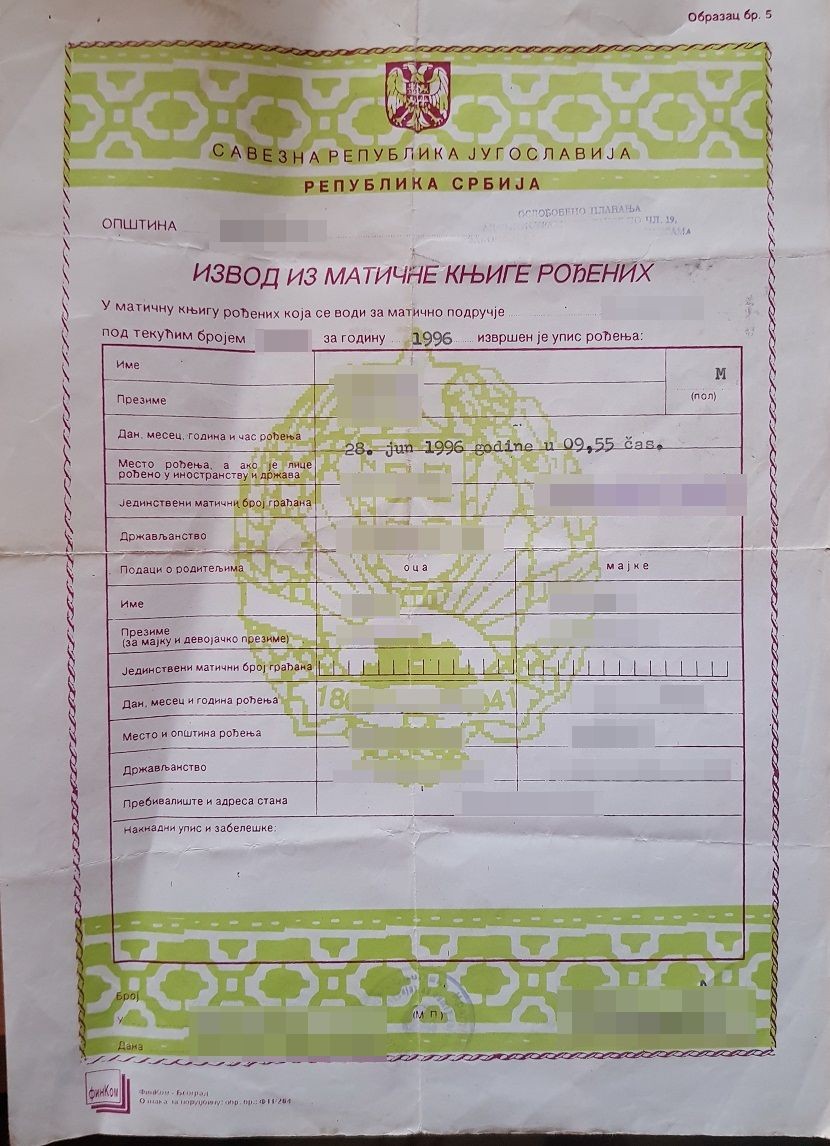 Образац бр. 5
САВЕЗНА РЕПУБЛИКА ЈУГОСЛАВИЈА
РЕПУБЛИКА СРБИЈА
ОПШТИНА
ОСЛОБОЂЕНО ПЛАЋАЊА
ПО ЧЛ. 19.
ИЗВОД ИЗ МАТИЧНЕ КЊИГЕ РОЂЕНИХ
У матичну књигу рођених која се води за матично подручје
под текућим бројем за годину 1996 извршен је упис рођења:
Име
M
Презиме
(пол)
Дан, месец, година и час рођења
28. jun 1996 godine u 09,55 čas.
Место рођења, а ако је лице
рођено у иностранству и држава
Јединствени матични број грађана
Држављанство
Подаци о родитељима оца мајке
Име
Презиме
(за мајку и девојачко презиме)
Јединствени матични број грађана
Дан, месец и година рођења
18 41
Место и општина рођења
Држављанство
Пребивалиште и адреса стана
Накнадни упис и забелешке:
Број
У
(М П)
Дана
финКом
ФинКом - Београд